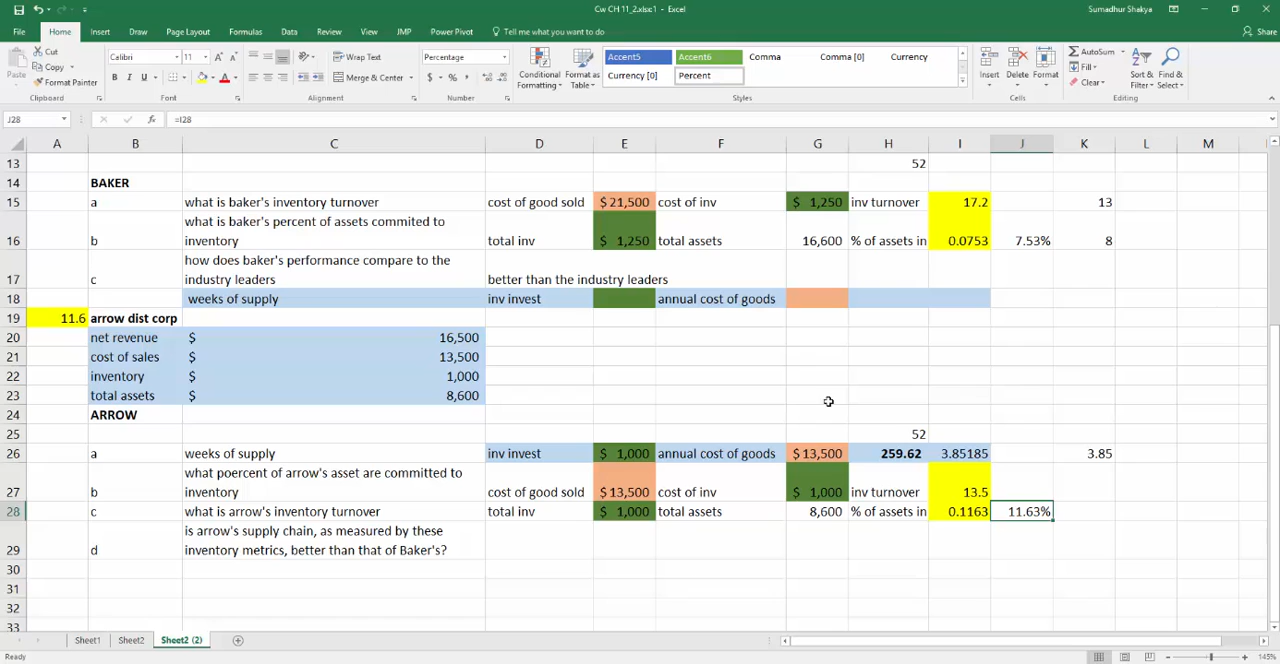 Cw CH 11_2.xlsc1 - Excel
Sumadhur Shakya
File Home Insert Draw Page Layout Formulas Data Review View JMP Power Pivot Tell me what you want to do Share
Cut Calibri 11 Wrap Text Percentage Accent5 Accent6 Comma Comma [0] Currency AutoSum
Paste Copy Merge & Center Conditional Formatting Format as Table Currency [0] Percent Insert Delete Format Fill Sort & Filter Find & Select
Format Painter Clear
Clipboard Font Alignment Number Styles Cells Editing
J28 =I28
A B C D E F G H I J K L M
13 52
14 BAKER
15 a what is baker's inventory turnover cost of good sold $ 21,500 cost of inv $ 1,250 inv turnover 17.2 13
what is baker's percent of assets commited to
16 b inventory total inv $ 1,250 total assets 16,600 % of assets in 0.0753 7.53% 8
how does baker's performance compare to the
17 c industry leaders better than the industry leaders
18 weeks of supply inv invest annual cost of goods
19 11.6 arrow dist corp
20 net revenue $ 16,500
21 cost of sales $ 13,500
22 inventory $ 1,000
23 total assets $ 8,600
24 ARROW
25 52
26 a weeks of supply inv invest $ 1,000 annual cost of goods $ 13,500 259.62 3.85185 3.85
what poercent of arrow's asset are committed to
27 b inventory cost of good sold $ 13,500 cost of inv $ 1,000 inv turnover 13.5
28 c what is arrow's inventory turnover total inv $ 1,000 total assets 8,600 % of assets in 0.1163 11.63%
is arrow's supply chain, as measured by these
29 d inventory metrics, better than that of Baker's?
30
31
32
33
Sheet1 Sheet2 Sheet2 (2)
Ready 145%